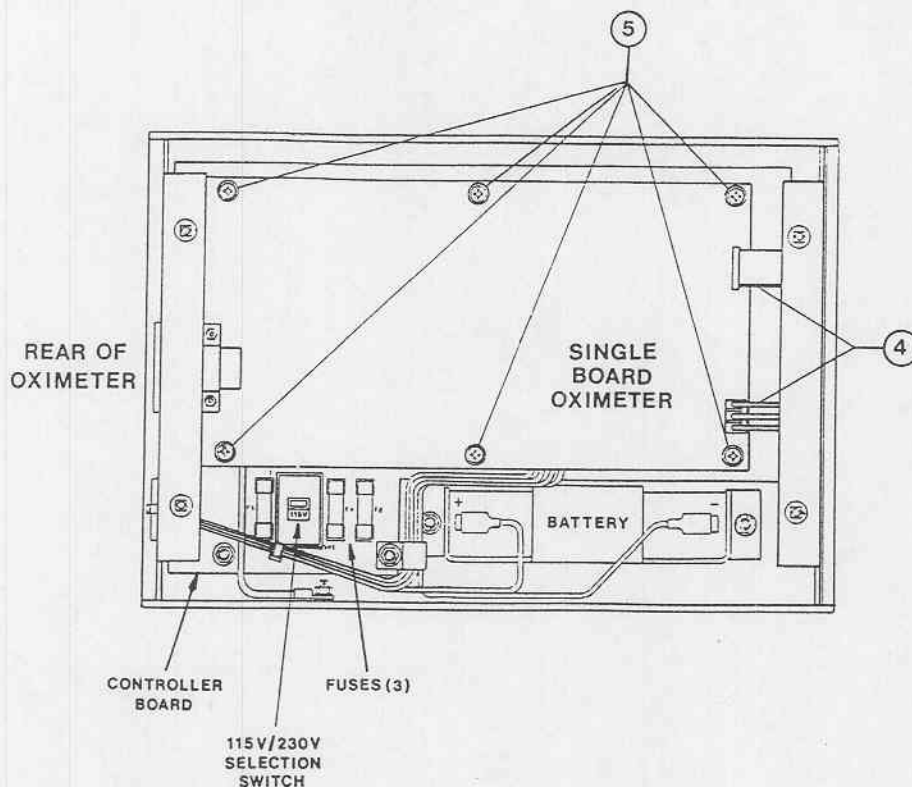 5
REAR OF
OXIMETER
SINGLE
BOARD
OXIMETER
4
115V
+
BATTERY
-
CONTROLLER
BOARD
FUSES (3)
115V/230V
SELECTION
SWITCH